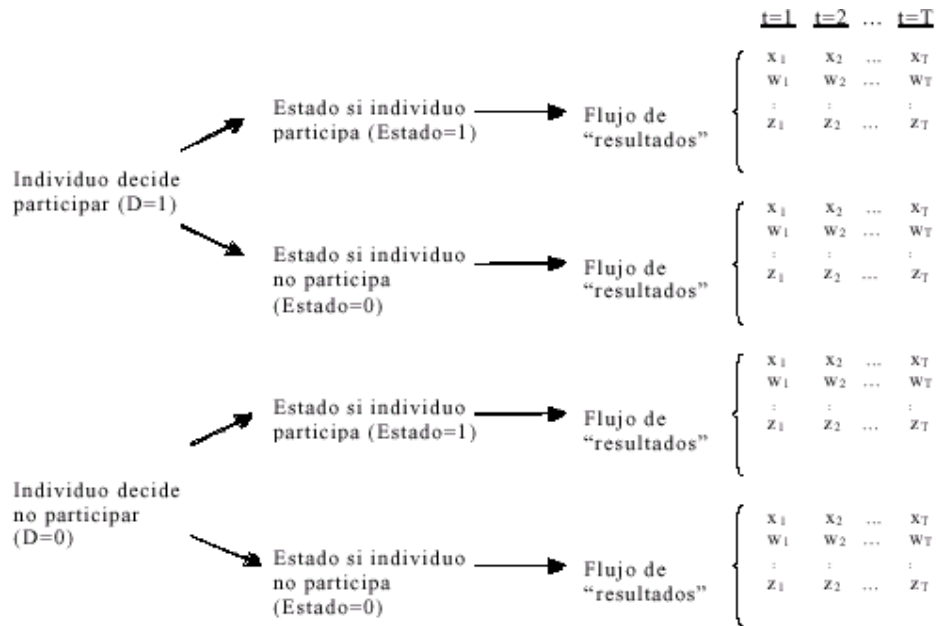 t=1 t=2 ... t=T
x1 x2 ... xT
w1 w2 ... wT
: : :
z1 z2 ... zT
Estado si individuo
participa (Estado=1)
Flujo de
“resultados”
Individuo decide
participar (D=1)
x1 x2 ... xT
w1 w2 ... wT
: : :
z1 z2 ... zT
Estado si individuo
no participa
(Estado=0)
Flujo de
“resultados”
x1 x2 ... xT
w1 w2 ... wT
: : :
z1 z2 ... zT
Estado si individuo
participa (Estado=1)
Flujo de
“resultados”
Individuo decide
no participar
(D=0)
x1 x2 ... xT
w1 w2 ... wT
: : :
z1 z2 ... zT
Estado si individuo
no participa
(Estado=0)
Flujo de
“resultados”